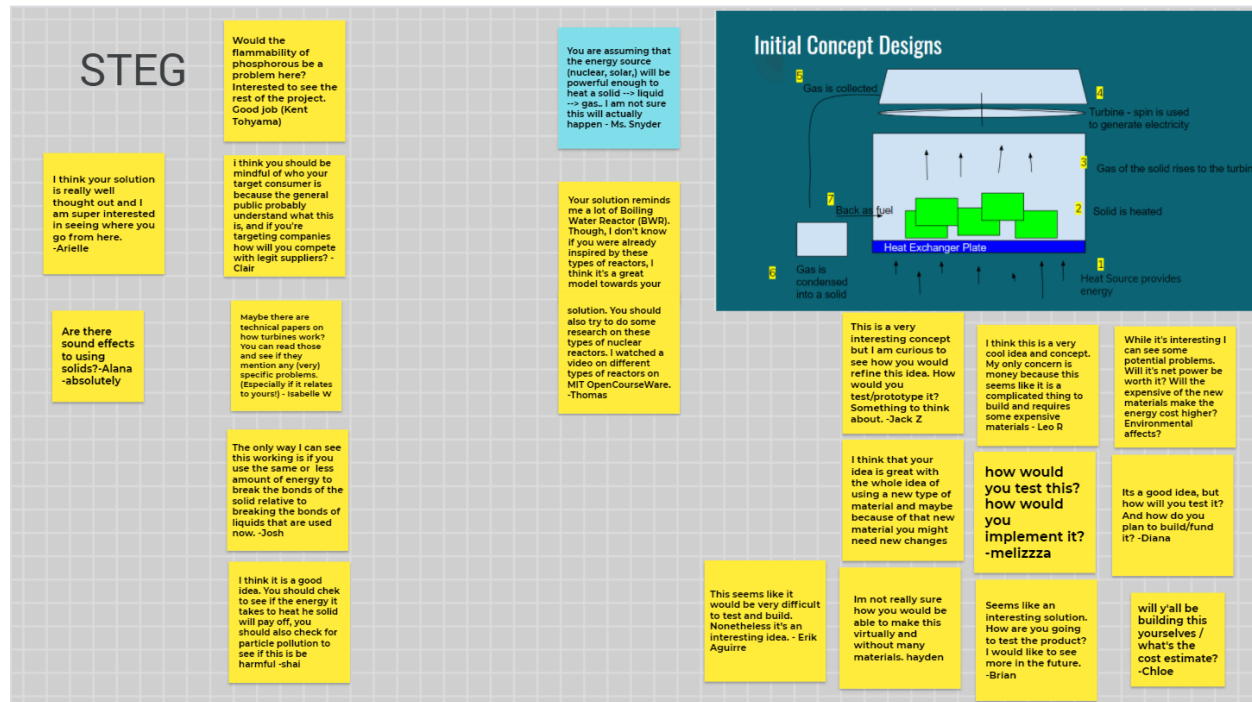 STEG
Would the
flammability of
phosphorous be a
problem here?
Interested to see the
rest of the project.
Good job (Kent
Tohyama)
I think your solution
is really well
thought out and I
am super interested
in seeing where you
go from here.
-Arielle
i think you should be
mindful of who your
target consumer is
because the general
public probably
understand what this
is, and if you're
targeting companies
how will you compete
with legit suppliers? -
Clair
Are there
sound effects
to using
solids?-Alana
-absolutely
Maybe there are
technical papers on
how turbines work?
You can read those
and see if they
mention any (very)
specific problems.
(Especially if it relates
to yours!) - Isabelle W
The only way I can see
this working is if you
use the same or less
amount of energy to
break the bonds of the
solid relative to
breaking the bonds of
liquids that are used
now. -Josh
I think it is a good
idea. You should chek
to see if the energy it
takes to heat he solid
will pay off, you
should also check for
particle pollution to
see if this is be
harmful -shai
You are assuming that
the energy source
(nuclear, solar,) will be
powerful enough to
heat a solid --> liquid
--> gas.. I am not sure
this will actually
happen - Ms. Snyder
Your solution reminds
me a lot of Boiling
Water Reactor (BWR).
Though, I don't know
if you were already
inspired by these
types of reactors, I
think it's a great
model towards your
solution. You should
also try to do some
research on these
types of nuclear
reactors. I watched a
video on different
types of reactors on
MIT OpenCourseWare.
-Thomas
Initial Concept Designs
5
Gas is collected
4
Turbine - spin is used
to generate electricity
3
Gas of the solid rises to the turbin
7
Back as fuel
2
Solid is heated
Heat Exchanger Plate
6
Gas is
condensed
into a solid
1
Heat Source provides
energy
This is a very
interesting concept
but I am curious to
see how you would
refine this idea. How
would you
test/prototype it?
Something to think
about. -Jack Z
I think this is a very
cool idea and concept.
My only concern is
money because this
seems like it is a
complicated thing to
build and requires
some expensive
materials - Leo R
While it's interesting I
can see some
potential problems.
Will it's net power be
worth it? Will the
expensive of the new
materials make the
energy cost higher?
Environmental
affects?
I think that your
idea is great with
the whole idea of
using a new type of
material and maybe
because of that new
material you might
need new changes
how would
you test this?
how would
you
implement it?
-melizzza
Its a good idea, but
how will you test it?
And how do you
plan to build/fund
it? -Diana
This seems like it
would be very difficult
to test and build.
Nonetheless it's an
interesting idea. - Erik
Aguirre
Im not really sure
how you would be
able to make this
virtually and
without many
materials. hayden
Seems like an
interesting solution.
How are you going
to test the product?
I would like to see
more in the future.
-Brian
will y'all be
building this
yourselves /
what's the
cost estimate?
-Chloe